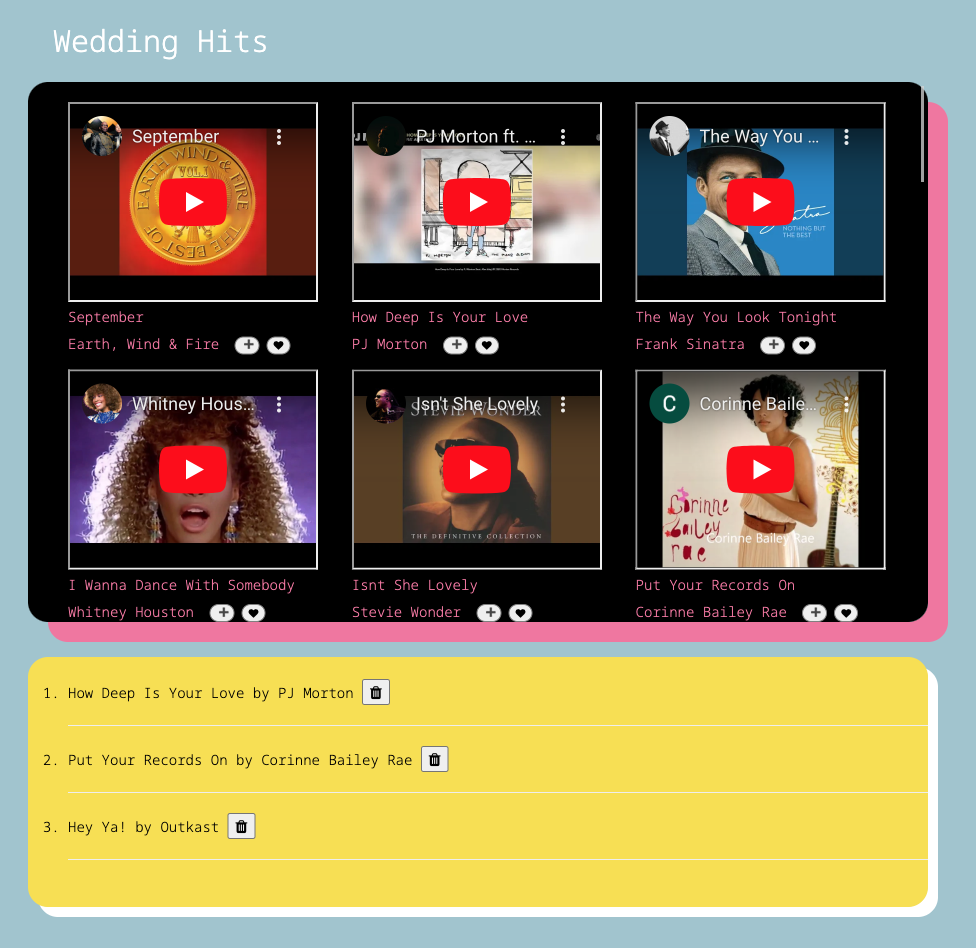 Wedding Hits
September
EARTH WIND & FIRE
VOL.1
THE BEST OF
PJ Morton ft. ...
PJ MORTON
The Way You ...
Sinatra
NOTHING BUT
THE BEST
September
Earth, Wind & Fire
How Deep Is Your Love
PJ Morton
The Way You Look Tonight
Frank Sinatra
Whitney Hous...
Isn't She Lovely
STEVIE WONDER
THE DEFINITIVE COLLECTION
C
Corinne Baile...
Corinne
bailey
rae
Corinne Bailey Rae
I Wanna Dance With Somebody
Whitney Houston
Isnt She Lovely
Stevie Wonder
Put Your Records On
Corinne Bailey Rae
1. How Deep Is Your Love by PJ Morton
2. Put Your Records On by Corinne Bailey Rae
3. Hey Ya! by Outkast